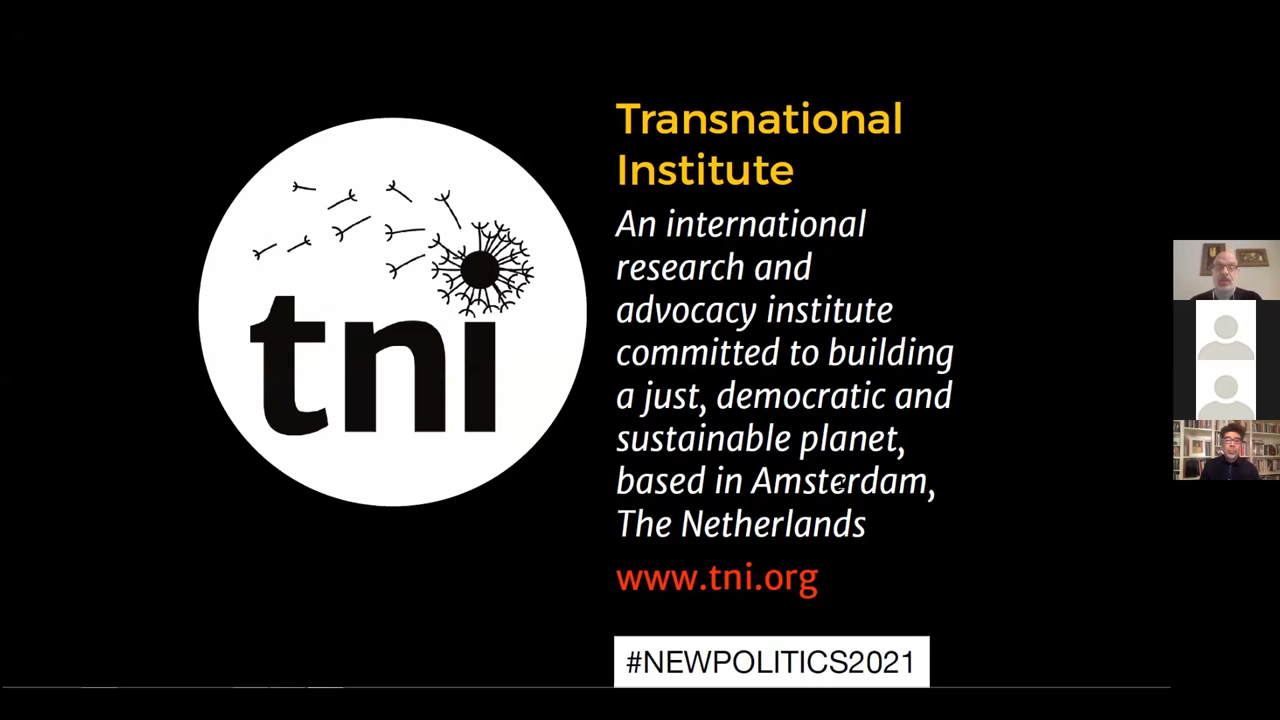 tni
Transnational
Institute
An international
research and
advocacy institute
committed to building
a just, democratic and
sustainable planet,
based in Amsterdam,
The Netherlands
www.tni.org
#NEWPOLITICS2021